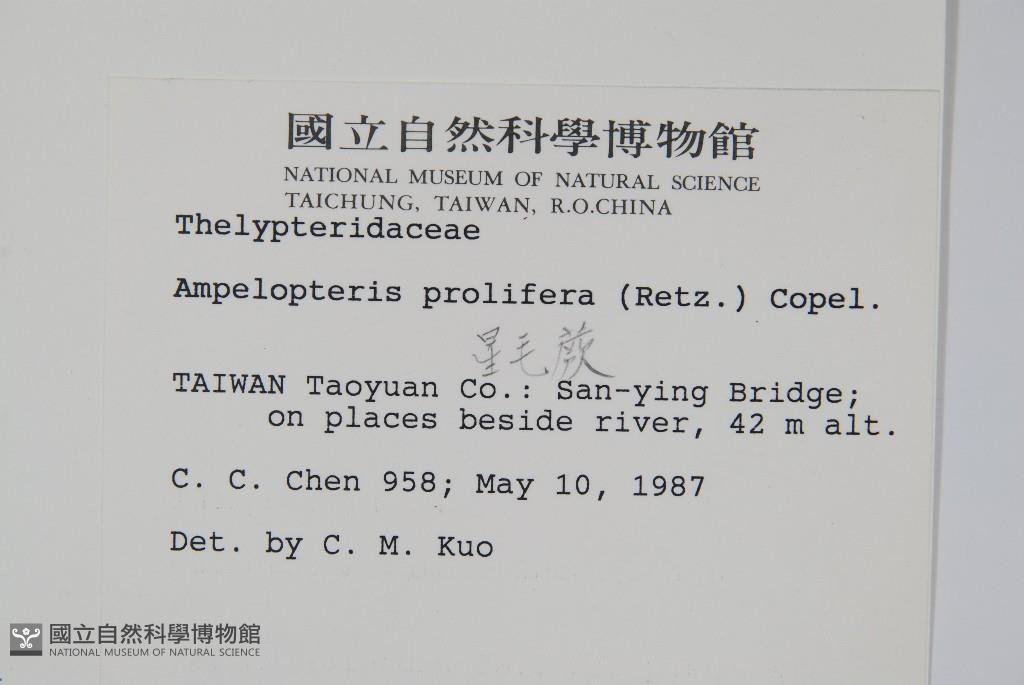 國立自然科學博物館
NATIONAL MUSEUM OF NATURAL SCIENCE
TAICHUNG, TAIWAN, R.O.CHINA
Thelypteridaceae
Ampelopteris prolifera (Retz.) Copel.
星毛蕨
TAIWAN Taoyuan Co.: San-ying Bridge;
on places beside river, 42 m alt.
C. C. Chen 958; May 10, 1987
Det. by C. M. Kuo
國立自然科學博物館
NATIONAL MUSEUM OF NATURAL SCIENCE